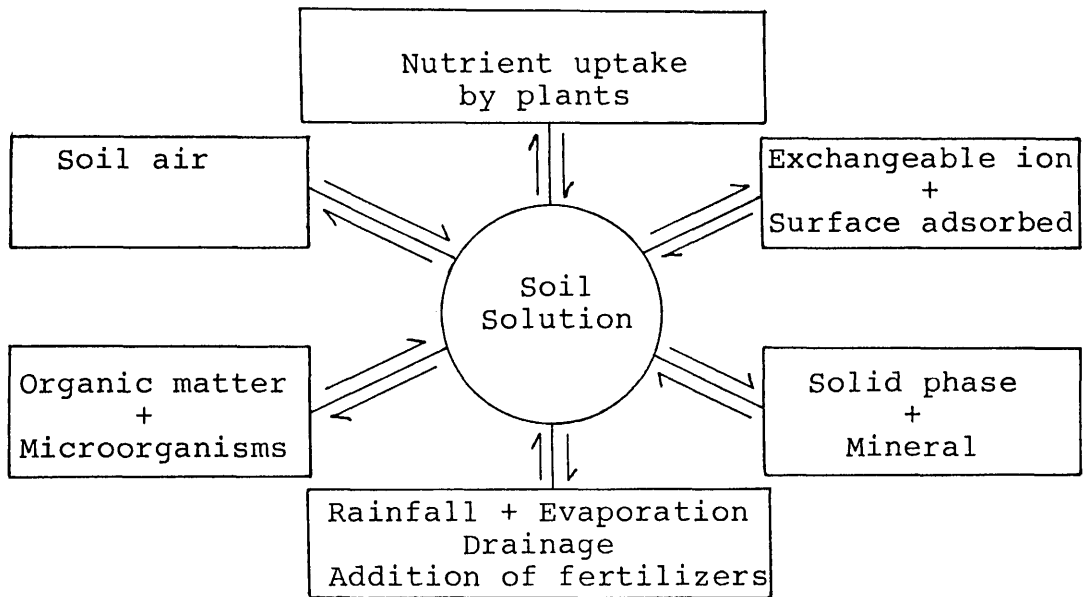 Nutrient uptake
by plants
Soil air
Exchangeable ion
+
Surface adsorbed
Soil
Solution
Organic matter
+
Microorganisms
Solid phase
+
Mineral
Rainfall + Evaporation
Drainage
Addition of fertilizers